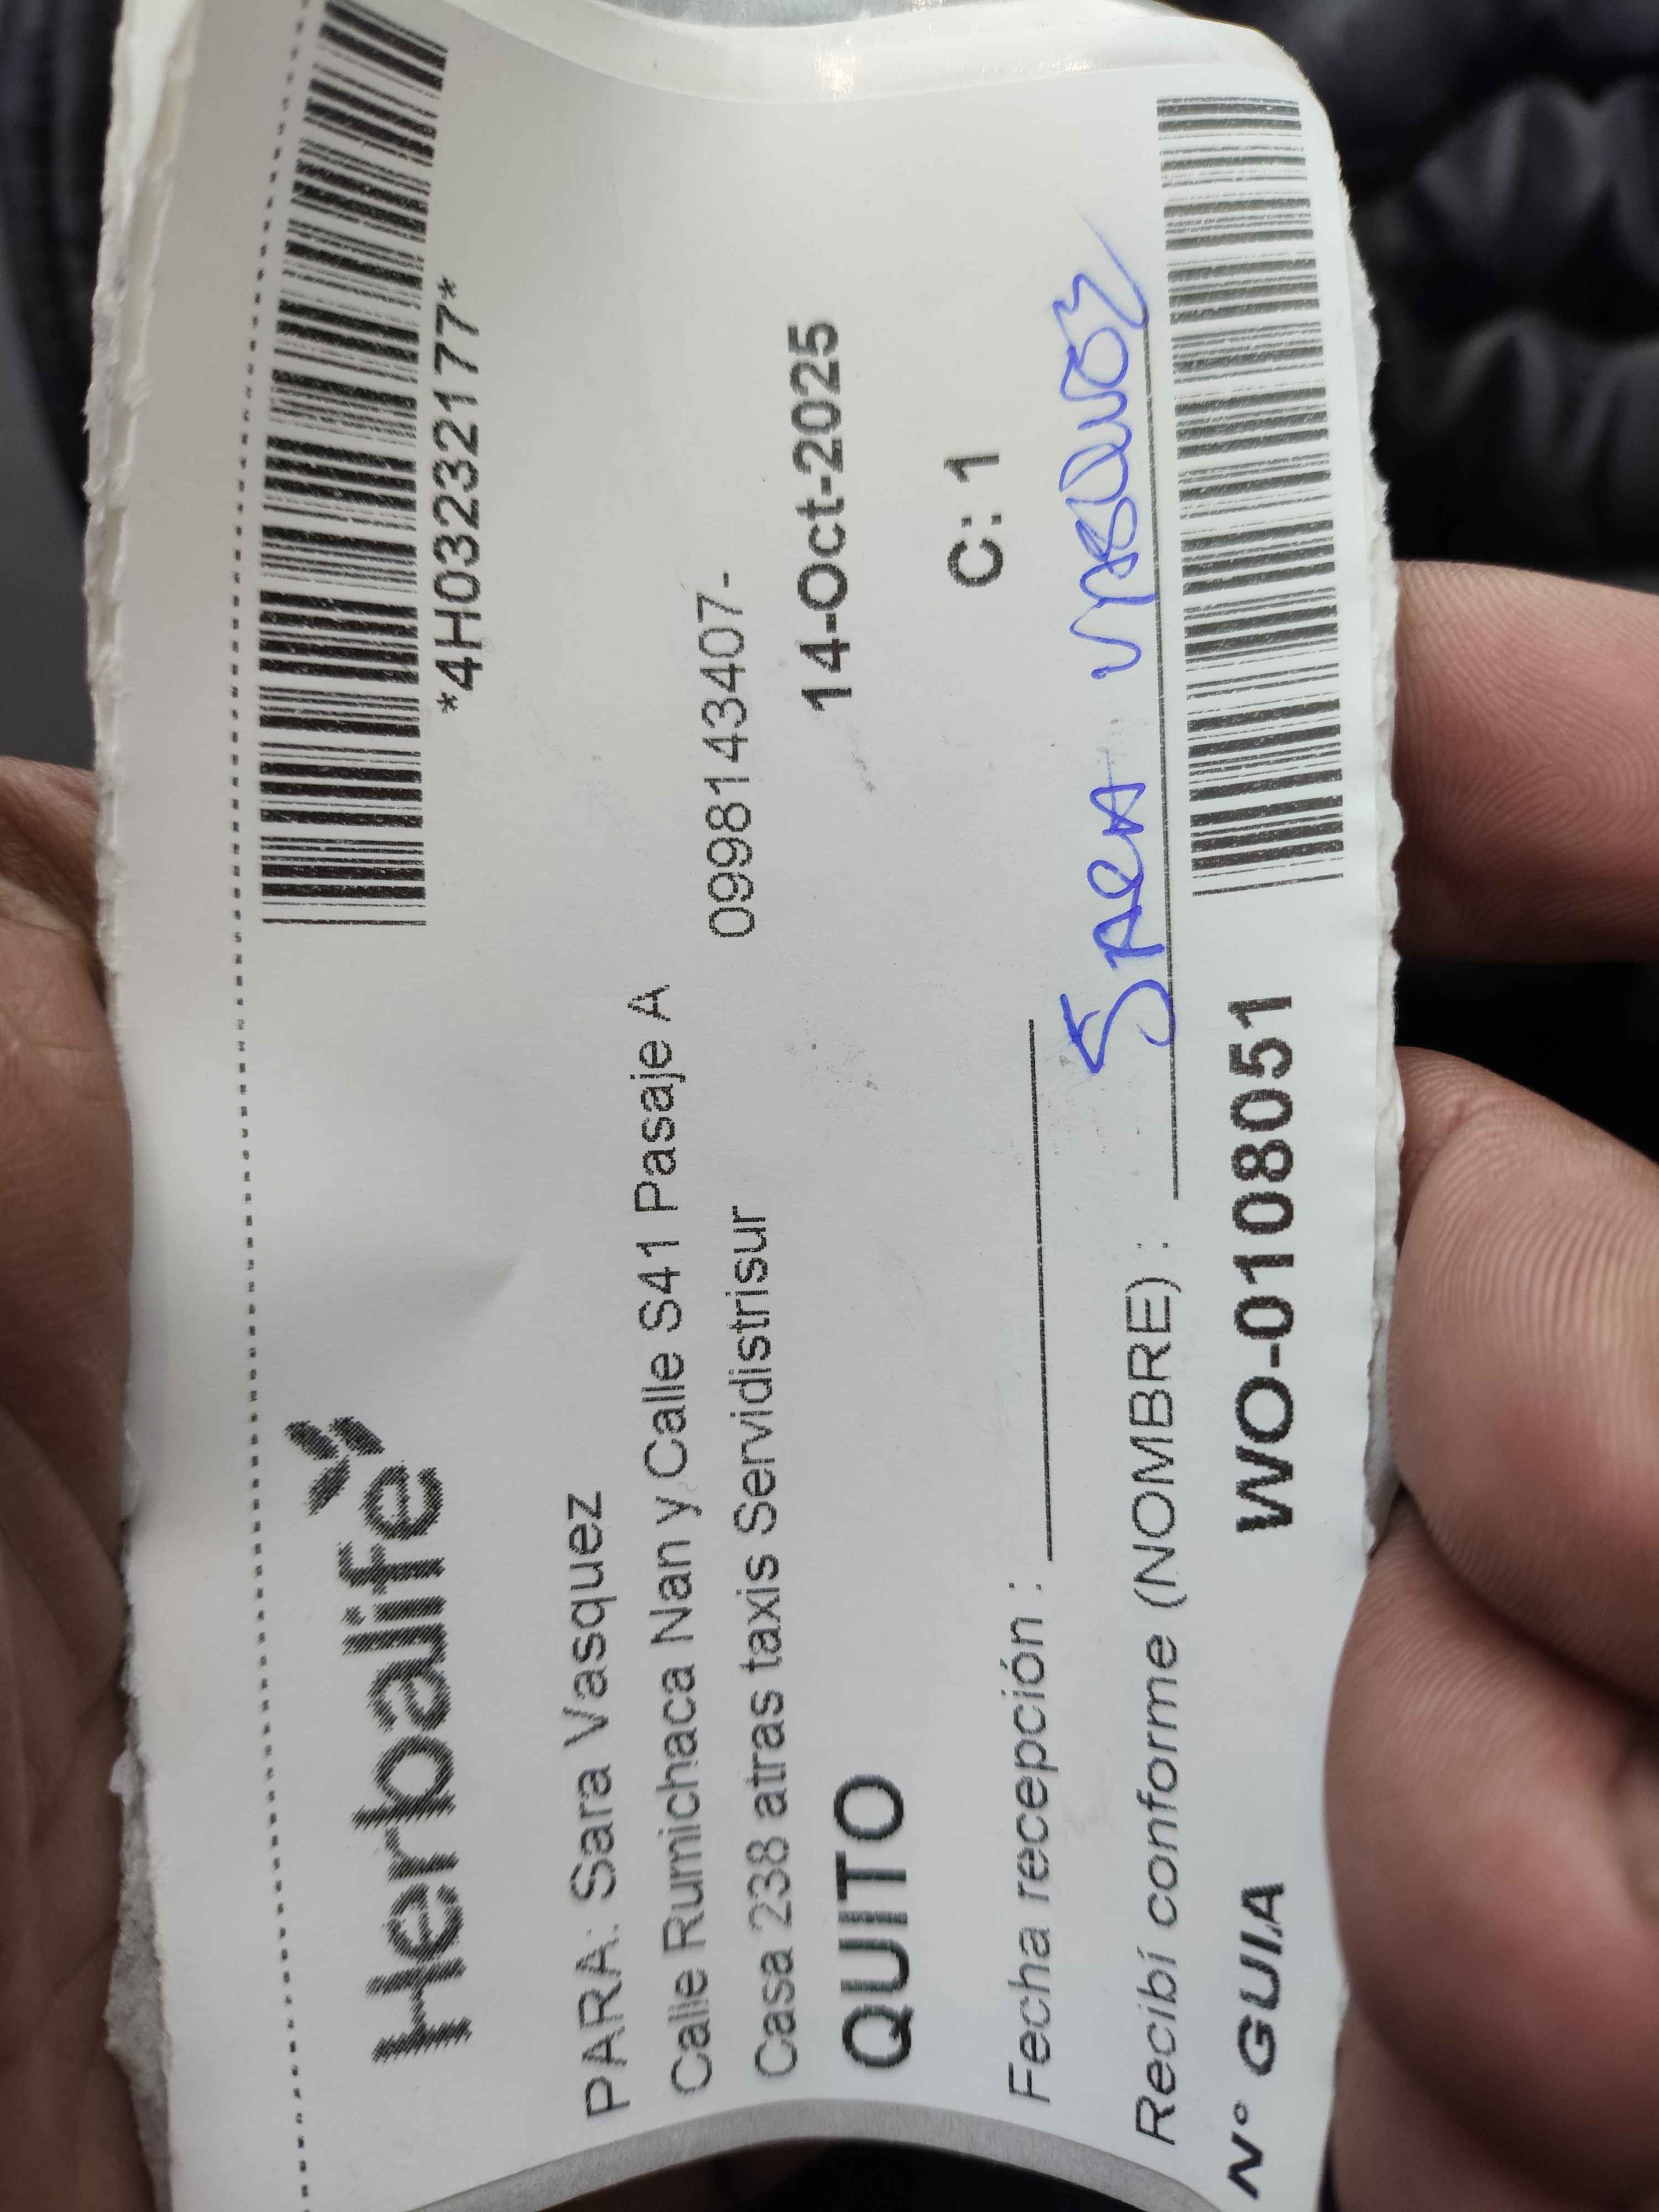 *4H03232177*
Herbalife
PARA: Sara Vasquez
Calle Rumichaca Nan y Calle S41 Pasaje A
Casa 238 atras taxis Servidistrisur 0998143407-
QUITO 14-Oct-2025
C: 1
Fecha recepción :
Recibí conforme (NOMBRE) : SARA VASQUEZ
N° GUIA WO-0108051